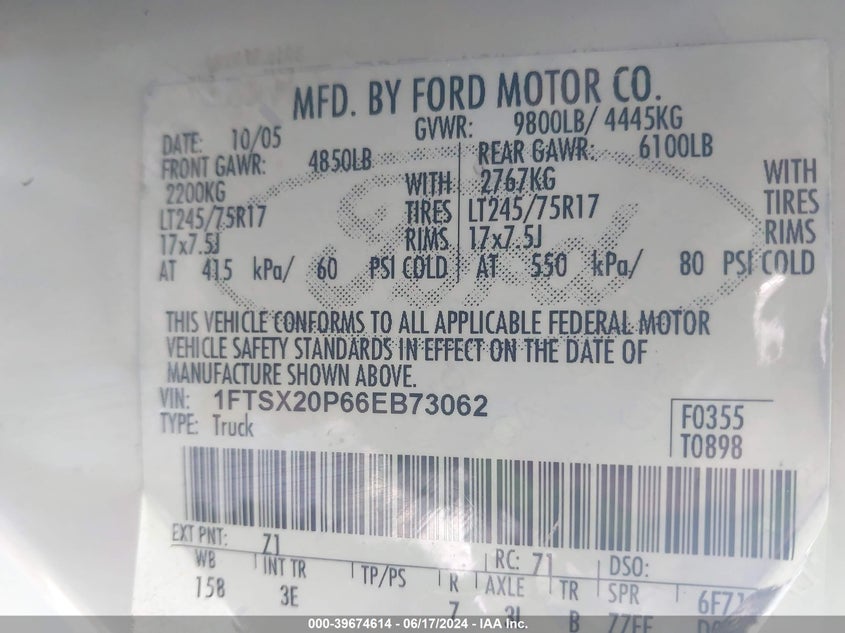 MFD. BY FORD MOTOR CO.
DATE: 10/05 GVWR: 9800LB/ 4445KG
FRONT GAWR: 4850LB REAR GAWR: 6100LB
2200KG WITH 2767KG WITH
LT245/75R17 TIRES LT245/75R17 TIRES
17x7.5J RIMS 17x7.5J RIMS
AT 415 kPa/ 60 PSI COLD AT 550 kPa/ 80 PSI COLD
THIS VEHICLE CONFORMS TO ALL APPLICABLE FEDERAL MOTOR
VEHICLE SAFETY STANDARDS IN EFFECT ON THE DATE OF
MANUFACTURE SHOWN ABOVE.
VIN: 1FTSX20P66EB73062
TYPE: Truck
F0355
T0898
EXT PNT: 71 RC: 71 DSO:
WB INT TR TP/PS R AXLE TR SPR
158 3E 7 B
000-39674614 - 06/17/2024 - IAA Inc.